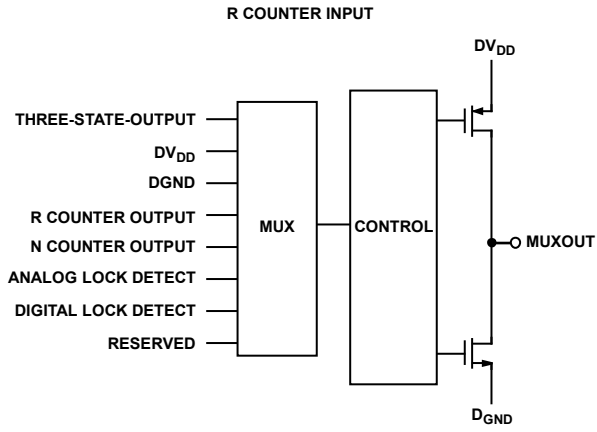 R COUNTER INPUT
DVDD
THREE-STATE-OUTPUT
DVDD
DGND
R COUNTER OUTPUT
N COUNTER OUTPUT
ANALOG LOCK DETECT
DIGITAL LOCK DETECT
RESERVED
MUX
CONTROL
MUXOUT
DGND